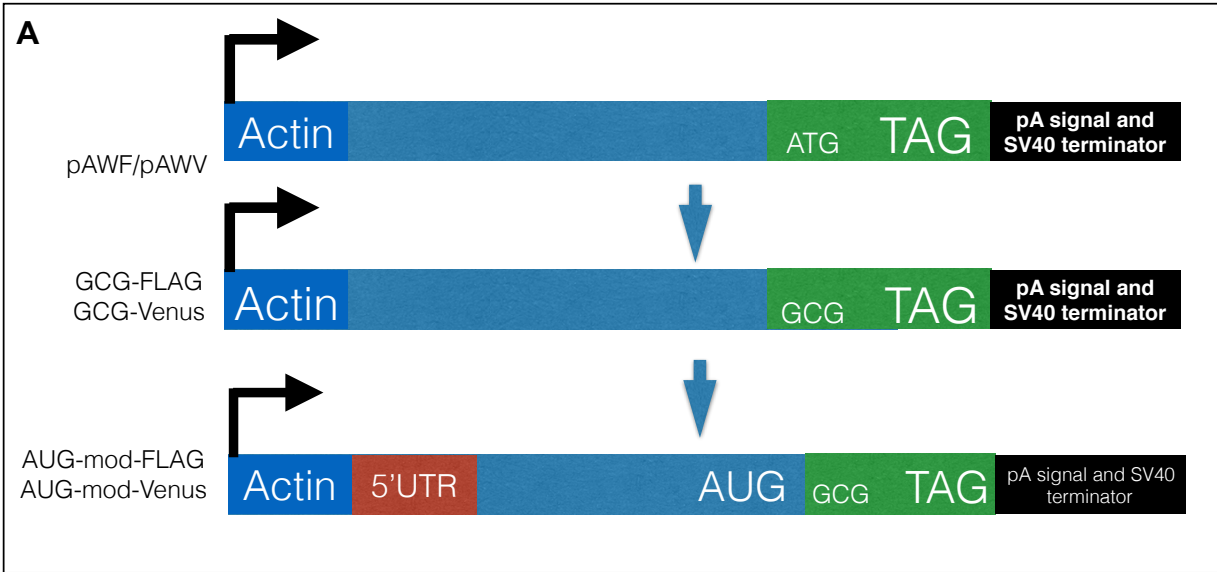 A
pAWF/pAWV
Actin
ATG
TAG
pA signal and
SV40 terminator
GCG-FLAG
GCG-Venus
Actin
GCG
TAG
pA signal and
SV40 terminator
AUG-mod-FLAG
AUG-mod-Venus
Actin
5'UTR
AUG
GCG
TAG
pA signal and SV40
terminator